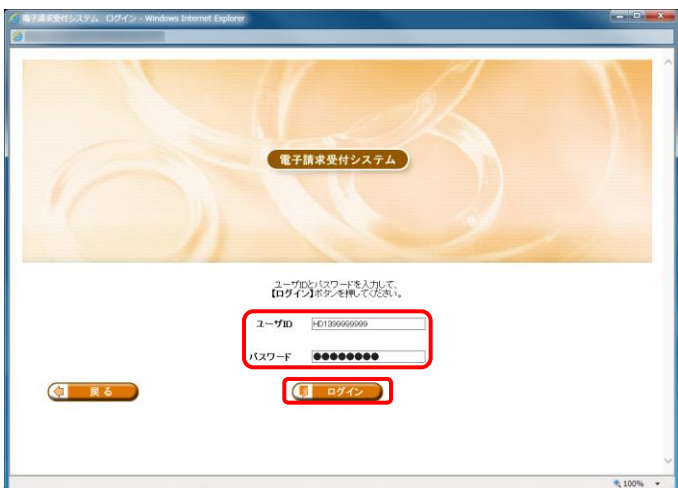 電子請求受付システム ログイン - Windows Internet Explorer
電子請求受付システム
ユーザIDとパスワードを入力して、
【ログイン】ボタンを押してください。
ユーザID HD1399999999
パスワード ●●●●●●●●
戻る ログイン
100%